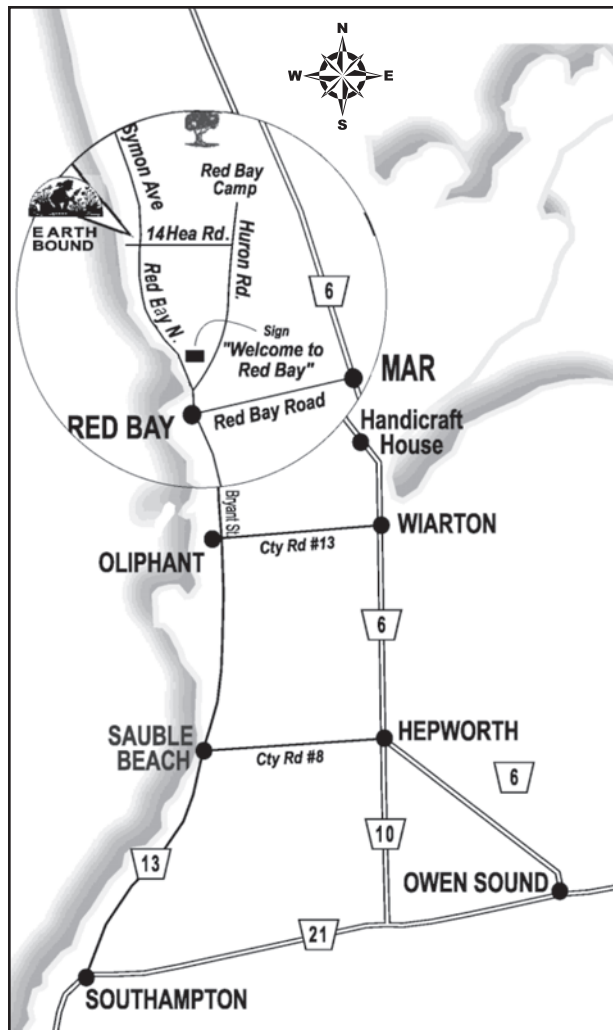 N
W
E
S
Symon Ave
Red Bay
Camp
EARTH
BOUND
14Hea Rd.
Huron Rd.
Red Bay N.
6
Sign
"Welcome to
Red Bay"
MAR
RED BAY
Red Bay Road
Handicraft
House
Bryant St.
WIARTON
OLIPHANT
Cty Rd #13
6
SAUBLE
BEACH
HEPWORTH
Cty Rd #8
6
10
13
OWEN SOUND
21
SOUTHAMPTON